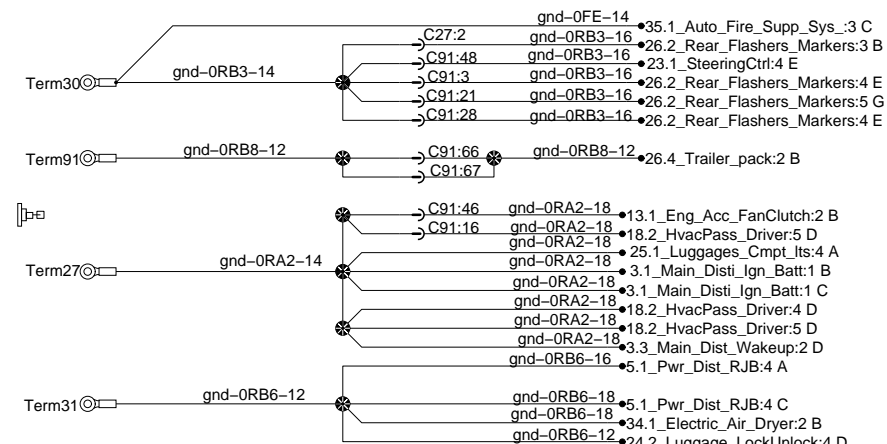 gnd-0FE-14
35.1_Auto_Fire_Supp_Sys_:3 C
C27:2 gnd-0RB3-16 26.2_Rear_Flashers_Markers:3 B
C91:48 gnd-0RB3-16 23.1_SteeringCtrl:4 E
Term30 gnd-0RB3-14 C91:3 gnd-0RB3-16 26.2_Rear_Flashers_Markers:4 E
C91:21 gnd-0RB3-16 26.2_Rear_Flashers_Markers:5 G
C91:28 gnd-0RB3-16 26.2_Rear_Flashers_Markers:4 E
Term91 gnd-0RB8-12 C91:66 gnd-0RB8-12 26.4_Trailer_pack:2 B
C91:67
C91:46 gnd-0RA2-18 13.1_Eng_Acc_FanClutch:2 B
C91:16 gnd-0RA2-18 18.2_HvacPass_Driver:5 D
gnd-0RA2-18 25.1_Luggages_Cmpt_lts:4 A
Term27 gnd-0RA2-14 gnd-0RA2-18 3.1_Main_Disti_Ign_Batt:1 B
gnd-0RA2-18 3.1_Main_Disti_Ign_Batt:1 C
gnd-0RA2-18 18.2_HvacPass_Driver:4 D
gnd-0RA2-18 18.2_HvacPass_Driver:5 D
gnd-0RA2-18 3.3_Main_Dist_Wakeup:2 D
gnd-0RB6-16 5.1_Pwr_Dist_RJB:4 A
Term31 gnd-0RB6-12 gnd-0RB6-18 5.1_Pwr_Dist_RJB:4 C
gnd-0RB6-18 34.1_Electric_Air_Dryer:2 B
gnd-0RB6-12 24.2_Luggage_LockUnlock:4 D